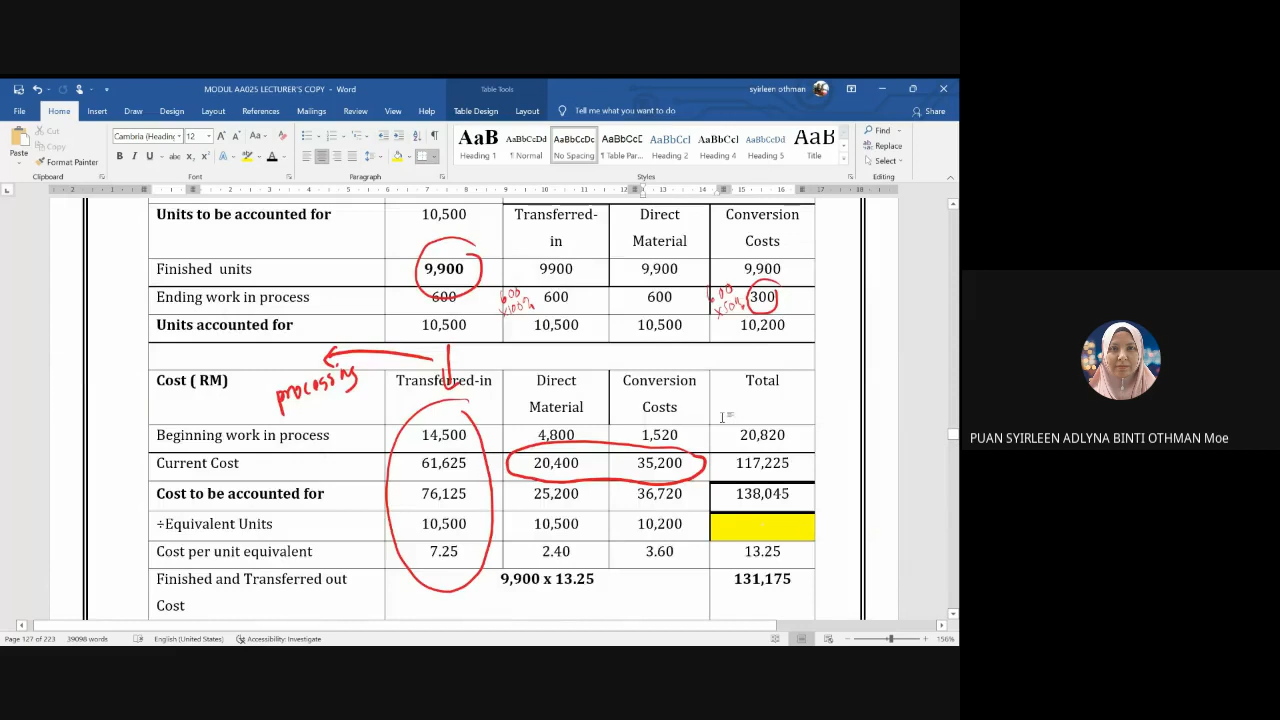 MODUL AA025 LECTURER'S COPY - Word
Table Tools
syirleen othman
File Home Insert Draw Design Layout References Mailings Review View Help Table Design Layout Tell me what you want to do Share
Paste
Cut
Copy
Format Painter
Clipboard
Cambria (Heading 12
Font
Paragraph
AaB AaBbCcDd AaBbCcDc AaBbCcDc AaBbCcI AaBbCcI AaBbCcI AaB
Heading 1 ¶ Normal No Spacing ¶ Table Par... Heading 2 Heading 4 Heading 5 Title
Styles
Find
Replace
Select
Editing
Units to be accounted for 10,500 Transferred-in Direct Material Conversion Costs
Finished units 9,900 9900 9,900 9,900
Ending work in process 600 600 600 300
600 x100%
600 x50%
Units accounted for 10,500 10,500 10,500 10,200
processing
Cost ( RM) Transferred-in Direct Material Conversion Costs Total
Beginning work in process 14,500 4,800 1,520 20,820
Current Cost 61,625 20,400 35,200 117,225
Cost to be accounted for 76,125 25,200 36,720 138,045
÷Equivalent Units 10,500 10,500 10,200
Cost per unit equivalent 7.25 2.40 3.60 13.25
Finished and Transferred out Cost 9,900 x 13.25 131,175
Page 127 of 223 39098 words English (United States) Accessibility: Investigate 156%
PUAN SYIRLEEN ADLYNA BINTI OTHMAN Moe